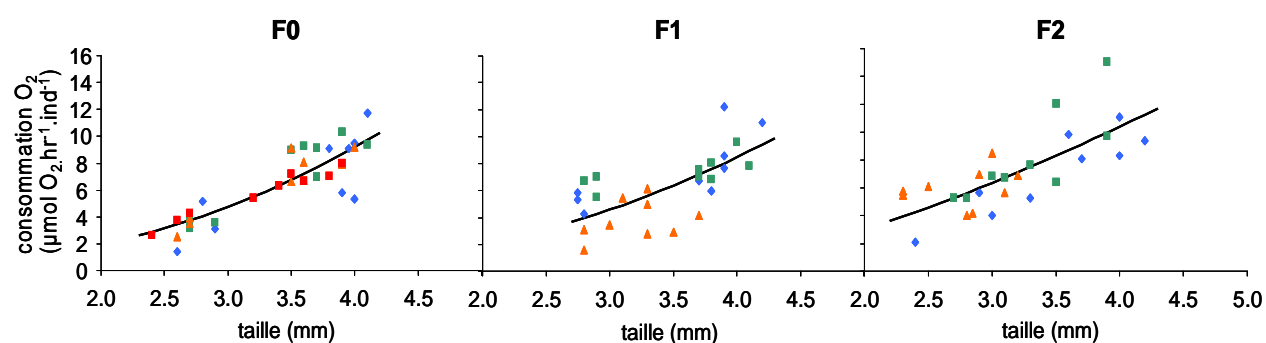 F0 F1 F2
consommation O₂
(µmol O₂.hr⁻¹.ind⁻¹)
16
14
12
10
8
6
4
2
0
2.0 2.5 3.0 3.5 4.0 4.5 2.0 2.5 3.0 3.5 4.0 4.5 2.0 2.5 3.0 3.5 4.0 4.5 5.0
taille (mm) taille (mm) taille (mm)